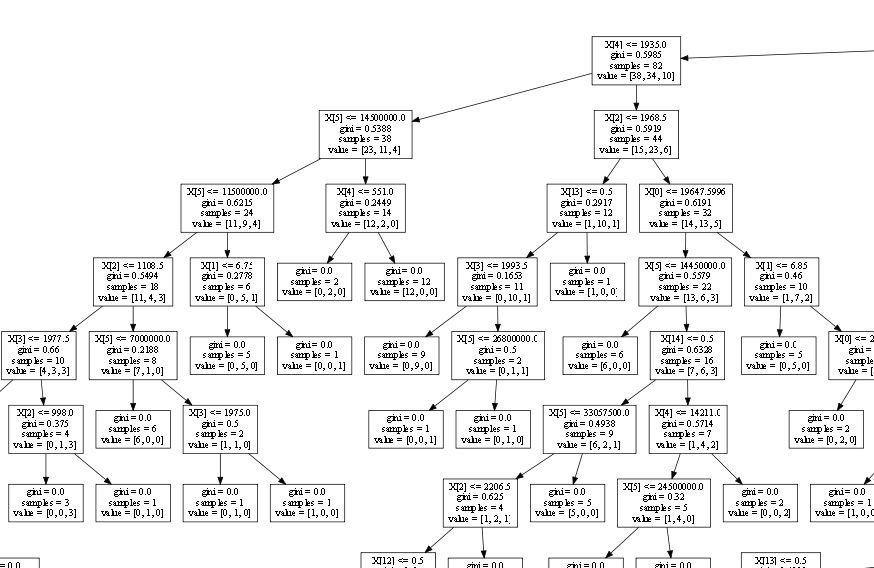 X[4] <= 1935.0
gini = 0.5985
samples = 82
value = [38, 34, 10]
X[5] <= 14500000.0
gini = 0.5388
samples = 38
value = [23, 11, 4]
X[2] <= 1968.5
gini = 0.5919
samples = 44
value = [15, 23, 6]
X[5] <= 11500000.0
gini = 0.6215
samples = 24
value = [11, 9, 4]
X[4] <= 551.0
gini = 0.2449
samples = 14
value = [12, 2, 0]
X[13] <= 0.5
gini = 0.2917
samples = 12
value = [1, 10, 1]
X[0] <= 19647.5996
gini = 0.6191
samples = 32
value = [14, 13, 5]
X[2] <= 1108.5
gini = 0.5494
samples = 18
value = [11, 4, 3]
X[1] <= 6.75
gini = 0.2778
samples = 6
value = [0, 5, 1]
gini = 0.0
samples = 2
value = [0, 2, 0]
gini = 0.0
samples = 12
value = [12, 0, 0]
X[3] <= 1993.5
gini = 0.1653
samples = 11
value = [0, 10, 1]
gini = 0.0
samples = 1
value = [1, 0, 0]
X[5] <= 14450000.0
gini = 0.5579
samples = 22
value = [13, 6, 3]
X[1] <= 6.85
gini = 0.46
samples = 10
value = [1, 7, 2]
X[3] <= 1977.5
gini = 0.66
samples = 10
value = [4, 3, 3]
X[5] <= 7000000.0
gini = 0.2188
samples = 8
value = [7, 1, 0]
gini = 0.0
samples = 5
value = [0, 5, 0]
gini = 0.0
samples = 1
value = [0, 0, 1]
gini = 0.0
samples = 9
value = [0, 9, 0]
X[5] <= 26800000.0
gini = 0.5
samples = 2
value = [0, 1, 1]
gini = 0.0
samples = 6
value = [6, 0, 0]
X[14] <= 0.5
gini = 0.6328
samples = 16
value = [7, 6, 3]
gini = 0.0
samples = 5
value = [0, 5, 0]
X[0] <= 2
gini =
samples
value = [
X[2] <= 998.0
gini = 0.375
samples = 4
value = [0, 1, 3]
gini = 0.0
samples = 6
value = [6, 0, 0]
X[3] <= 1975.0
gini = 0.5
samples = 2
value = [1, 1, 0]
gini = 0.0
samples = 1
value = [0, 0, 1]
gini = 0.0
samples = 1
value = [0, 1, 0]
X[5] <= 33057500.0
gini = 0.4938
samples = 9
value = [6, 2, 1]
X[4] <= 14211.0
gini = 0.5714
samples = 7
value = [1, 4, 2]
gini = 0.0
samples = 2
value = [0, 2, 0]
gini = 0.0
samples = 3
value = [0, 0, 3]
gini = 0.0
samples = 1
value = [0, 1, 0]
gini = 0.0
samples = 1
value = [0, 1, 0]
gini = 0.0
samples = 1
value = [1, 0, 0]
X[2] <= 2206.5
gini = 0.625
samples = 4
value = [1, 2, 1]
gini = 0.0
samples = 5
value = [5, 0, 0]
X[5] <= 24500000.0
gini = 0.32
samples = 5
value = [1, 4, 0]
gini = 0.0
samples = 2
value = [0, 0, 2]
gini = 0.0
samples = 1
value = [1, 0, 0
= 0.0
X[12] <= 0.5
gini = 0.0
gini = 0.0
gini = 0.0
X[13] <= 0.5